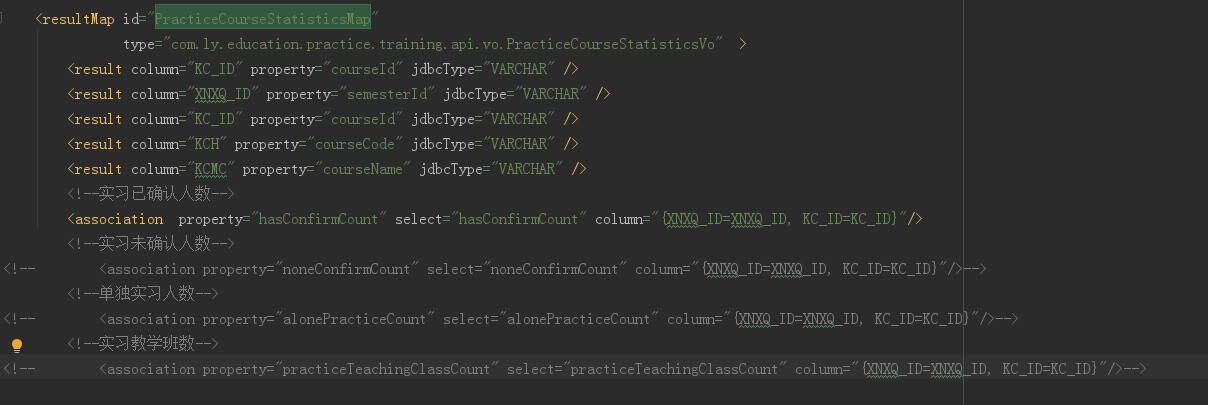 <resultMap id="PracticeCourseStatisticsMap"
type="com.ly.education.practice.training.api.vo.PracticeCourseStatisticsVo" >
<result column="KC_ID" property="courseId" jdbcType="VARCHAR" />
<result column="XNXQ_ID" property="semesterId" jdbcType="VARCHAR" />
<result column="KC_ID" property="courseId" jdbcType="VARCHAR" />
<result column="KCH" property="courseCode" jdbcType="VARCHAR" />
<result column="KCMC" property="courseName" jdbcType="VARCHAR" />
<!--实习已确认人数-->
<association property="hasConfirmCount" select="hasConfirmCount" column="{XNXQ_ID=XNXQ_ID, KC_ID=KC_ID}"/>
<!--实习未确认人数-->
<!-- <association property="noneConfirmCount" select="noneConfirmCount" column="{XNXQ_ID=XNXQ_ID, KC_ID=KC_ID}"/>-->
<!--单独实习人数-->
<!-- <association property="alonePracticeCount" select="alonePracticeCount" column="{XNXQ_ID=XNXQ_ID, KC_ID=KC_ID}"/>-->
<!--实习教学班数-->
<!-- <association property="practiceTeachingClassCount" select="practiceTeachingClassCount" column="{XNXQ_ID=XNXQ_ID, KC_ID=KC_ID}"/>-->